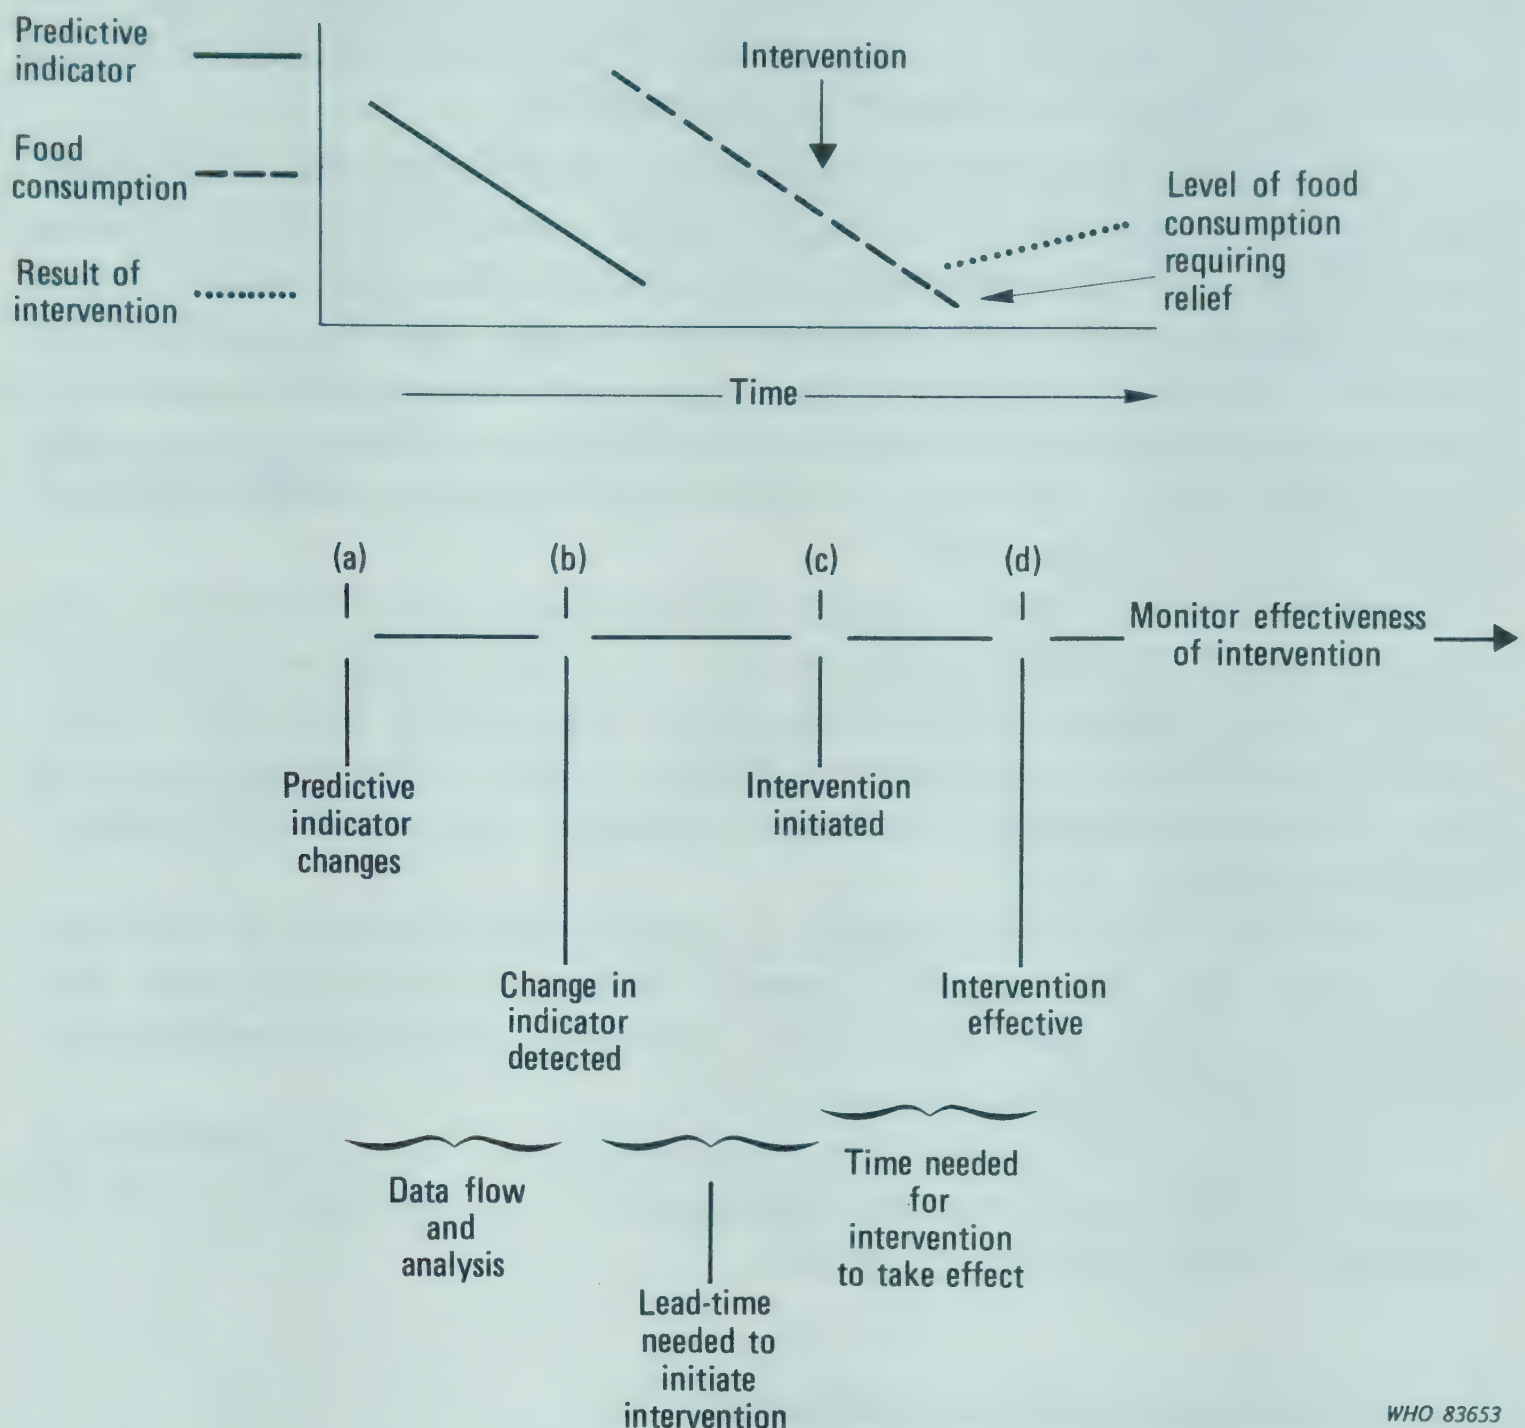 Predictive
indicator
Food
consumption
Result of
intervention
Intervention
Level of food
consumption
requiring
relief
Time
(a)
(b)
(c)
(d)
Monitor effectiveness
of intervention
Predictive
indicator
changes
Intervention
initiated
Change in
indicator
detected
Intervention
effective
Data flow
and
analysis
Time needed
for
intervention
to take effect
Lead-time
needed to
initiate
intervention
WHO 83653